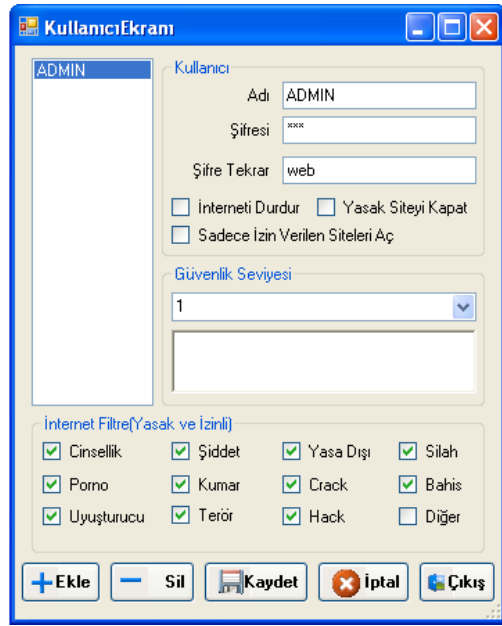 KullanıcıEkranı
ADMIN
Kullanıcı
Adı ADMIN
Şifresi ***
Şifre Tekrar web
İnterneti Durdur Yasak Siteyi Kapat
Sadece İzin Verilen Siteleri Aç
Güvenlik Seviyesi
1
İnternet Filtre(Yasak ve İzinli)
Cinsellik Şiddet Yasa Dışı Silah
Porno Kumar Crack Bahis
Uyuşturucu Terör Hack Diğer
Ekle Sil Kaydet İptal Çıkış